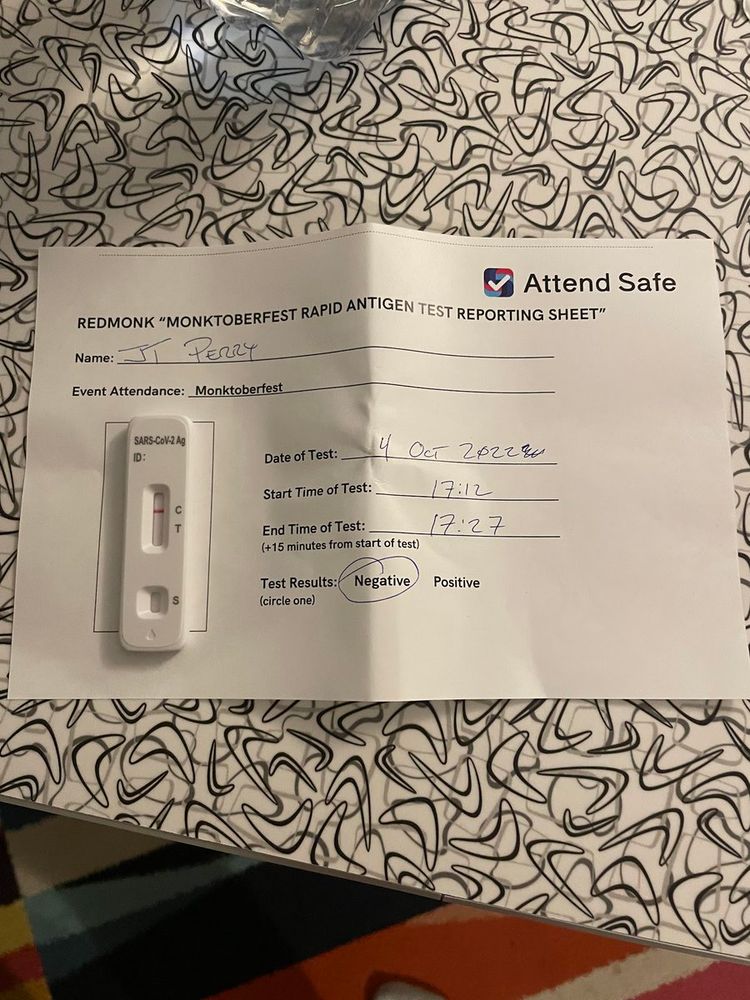 Attend Safe
REDMONK “MONKTOBERFEST RAPID ANTIGEN TEST REPORTING SHEET”
Name: JT PERRY
Event Attendance: Monktoberfest
SARS-CoV-2 Ag
ID:
C
T
S
Date of Test: 4 Oct 2022
Start Time of Test: 17:12
End Time of Test: 17:27
(+15 minutes from start of test)
Test Results: Negative Positive
(circle one)